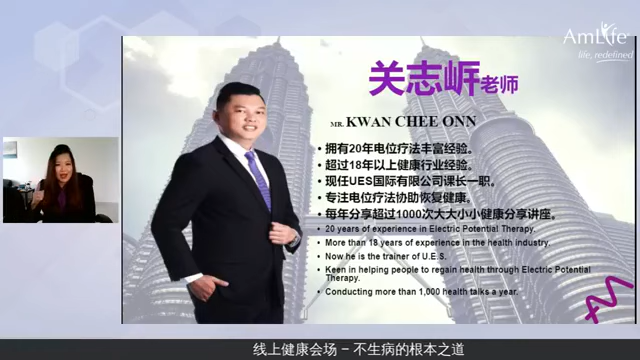 AmLife
life, redefined
关志岍老师
MR. KWAN CHEE ONN
• 拥有20年电位疗法丰富经验。
• 超过18年以上健康行业经验。
• 现任UES国际有限公司课长一职。
• 专注电位疗法协助恢复健康。
• 每年分享超过1000次大大小小健康分享讲座。
• 20 years of experience in Electric Potential Therapy.
• More than 18 years of experience in the health industry.
• Now he is the trainer of U.E.S.
• Keen in helping people to regain health through Electric Potential
Therapy.
• Conducting more than 1,000 health talks a year.
线上健康会场 – 不生病的根本之道